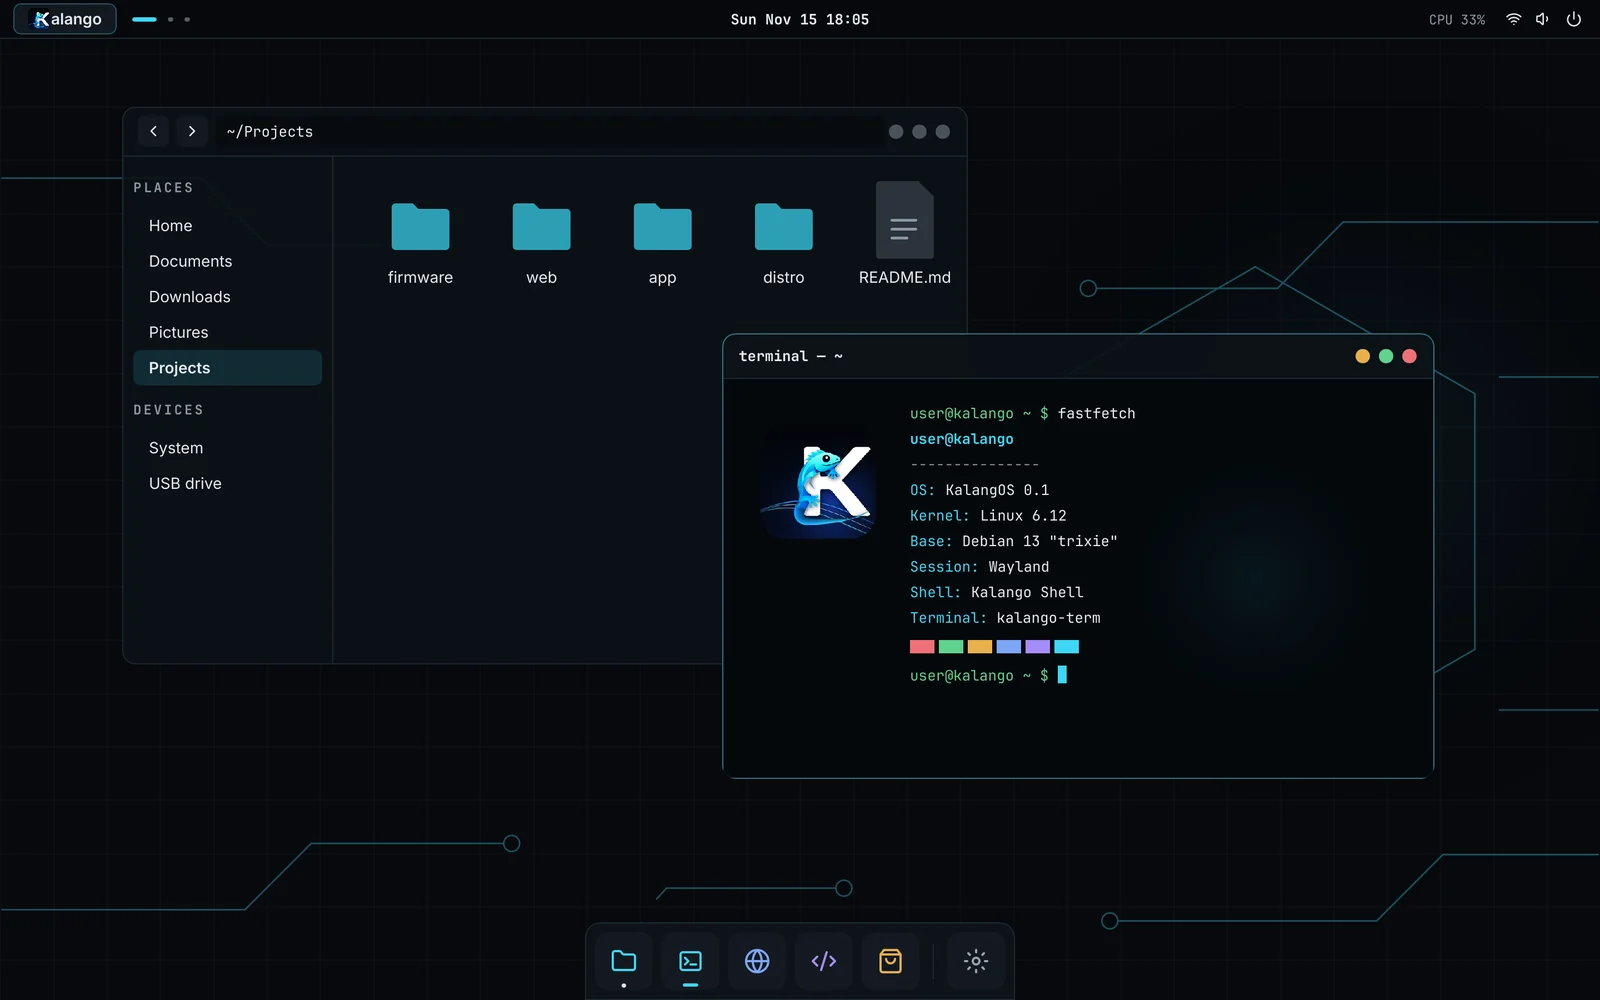 Kalango
Sun Nov 15 18:05
CPU 33%
~/Projects
PLACES
Home
Documents
Downloads
Pictures
Projects
DEVICES
System
USB drive
firmware
web
app
distro
README.md
terminal — ~
user@kalango ~ $ fastfetch
user@kalango
---------------
OS: KalangOS 0.1
Kernel: Linux 6.12
Base: Debian 13 "trixie"
Session: Wayland
Shell: Kalango Shell
Terminal: kalango-term
user@kalango ~ $
K